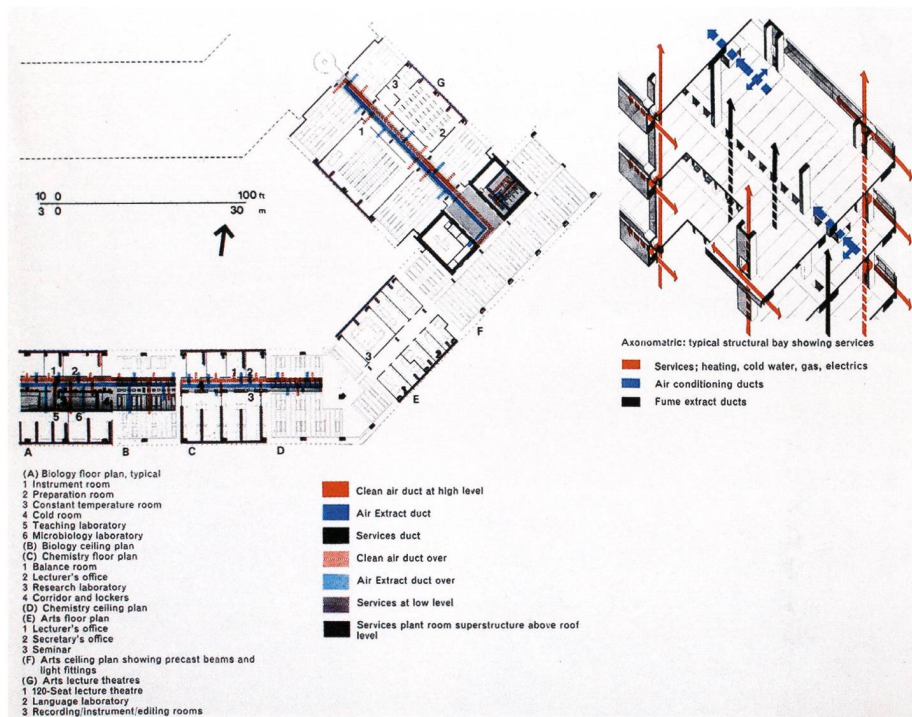 3
G
1
2
10 0 100 ft
3 0 30 m
F
3
E
1 2
4
5 6
1 2
4
3
A
B
C
D
Axonometric: typical structural bay showing services
Services; heating, cold water, gas, electrics
Air conditioning ducts
Fume extract ducts
(A) Biology floor plan, typical
1 Instrument room
2 Preparation room
3 Constant temperature room
4 Cold room
5 Teaching laboratory
6 Microbiology laboratory
(B) Biology ceiling plan
(C) Chemistry floor plan
1 Balance room
2 Lecturer's office
3 Research laboratory
4 Corridor and lockers
(D) Chemistry ceiling plan
(E) Arts floor plan
1 Lecturer's office
2 Secretary's office
3 Seminar
(F) Arts ceiling plan showing precast beams and
light fittings
(G) Arts lecture theatres
1 120-Seat lecture theatre
2 Language laboratory
3 Recording/instrument/editing rooms
Clean air duct at high level
Air Extract duct
Services duct
Clean air duct over
Air Extract duct over
Services at low level
Services plant room superstructure above roof
level